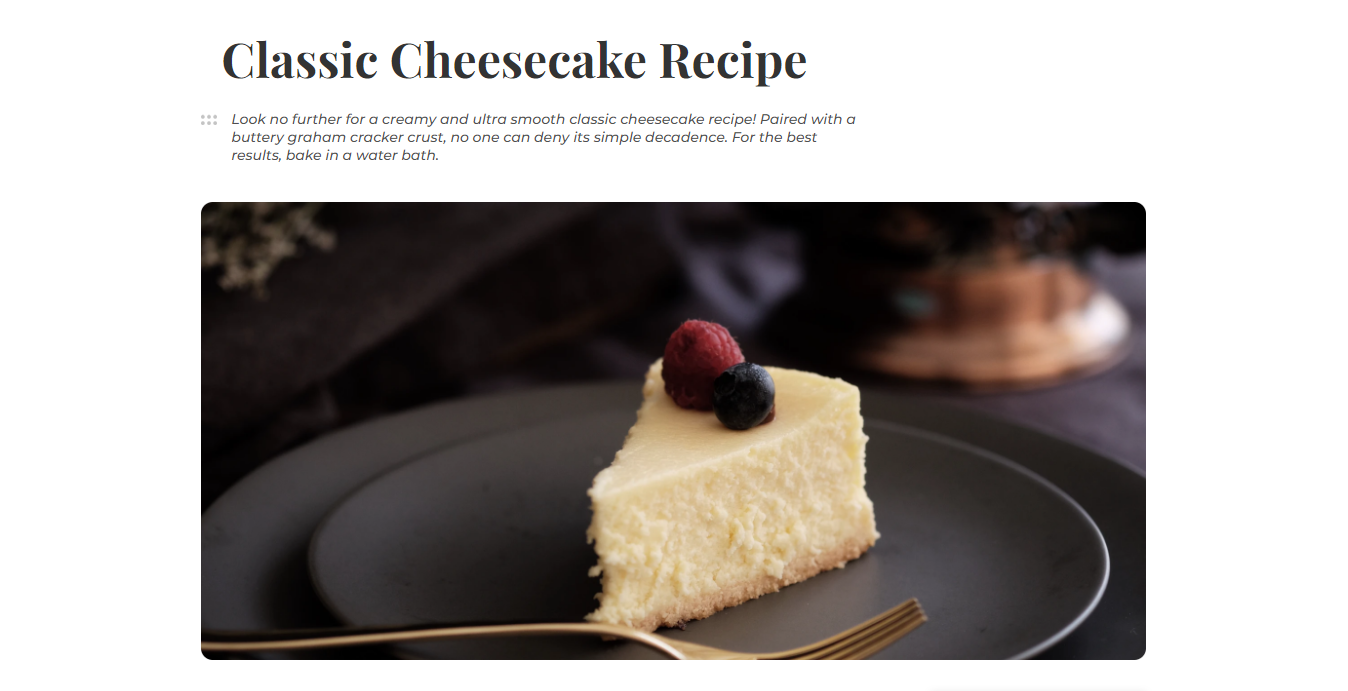 Classic Cheesecake Recipe
Look no further for a creamy and ultra smooth classic cheesecake recipe! Paired with a
buttery graham cracker crust, no one can deny its simple decadence. For the best
results, bake in a water bath.